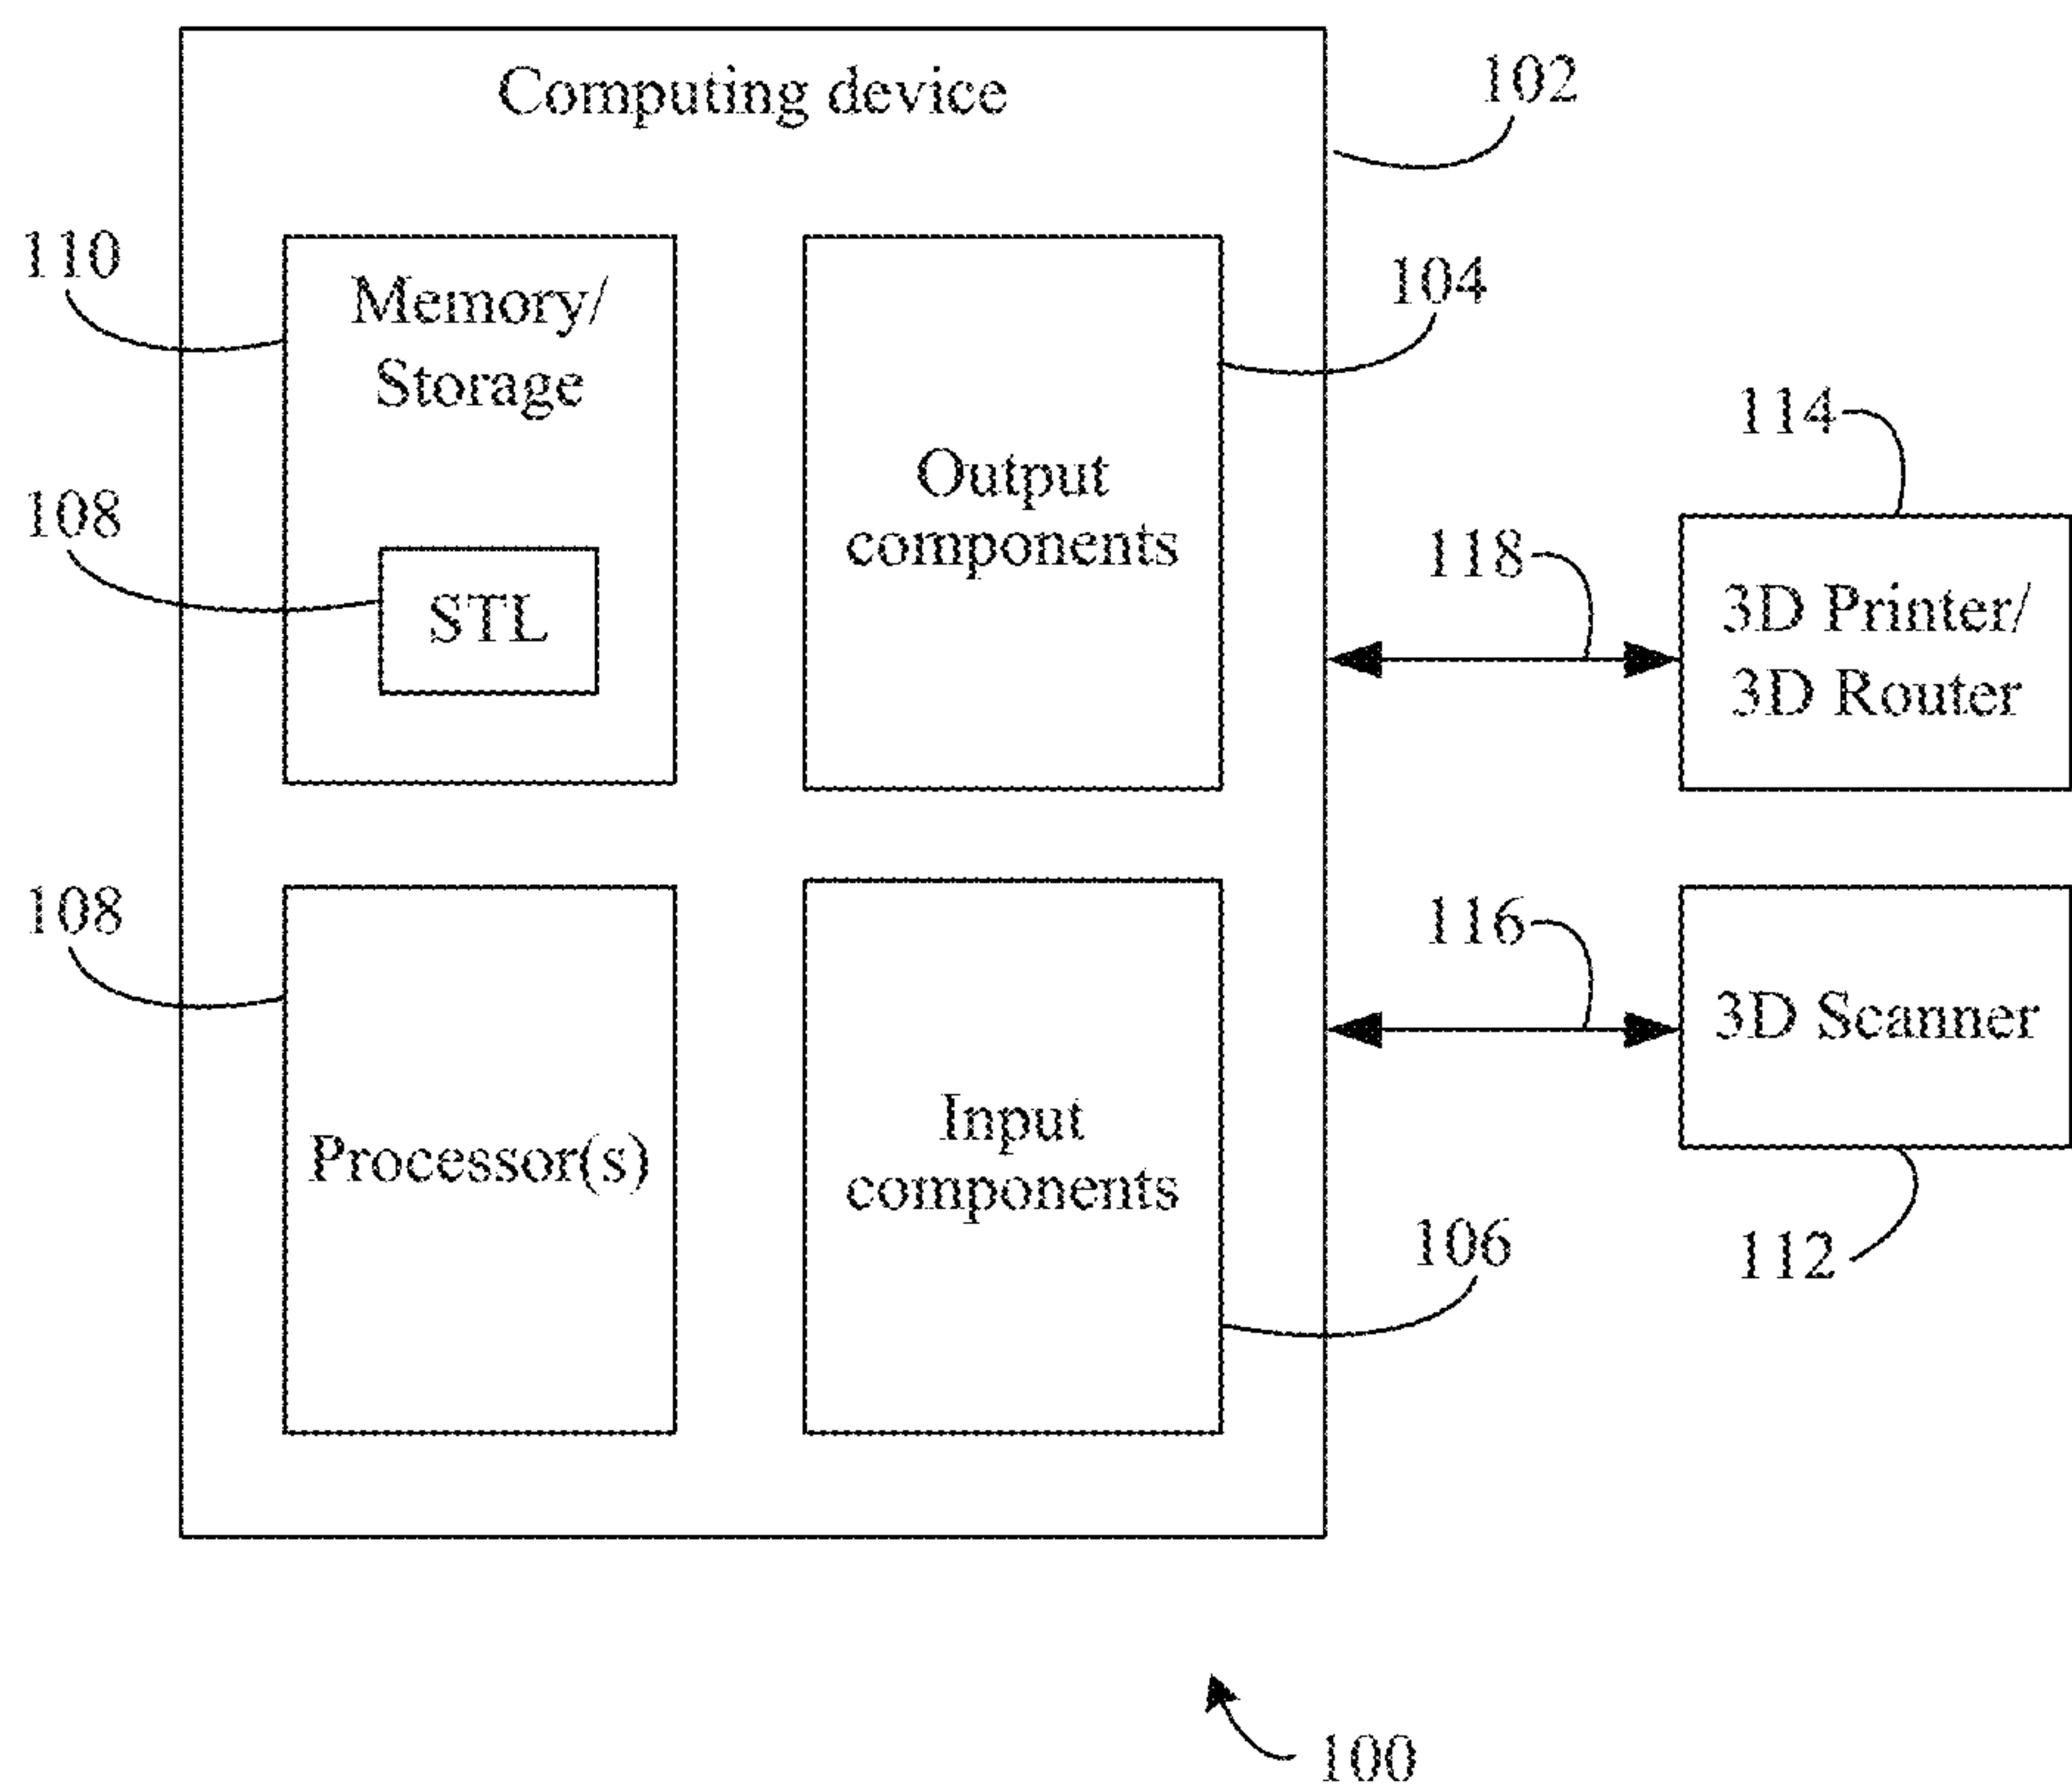 Computing device
102
110
Memory/
Storage
104
Output
components
108
STL
114
118
3D Printer/
3D Router
108
Processor(s)
Input
components
116
3D Scanner
106
112
100